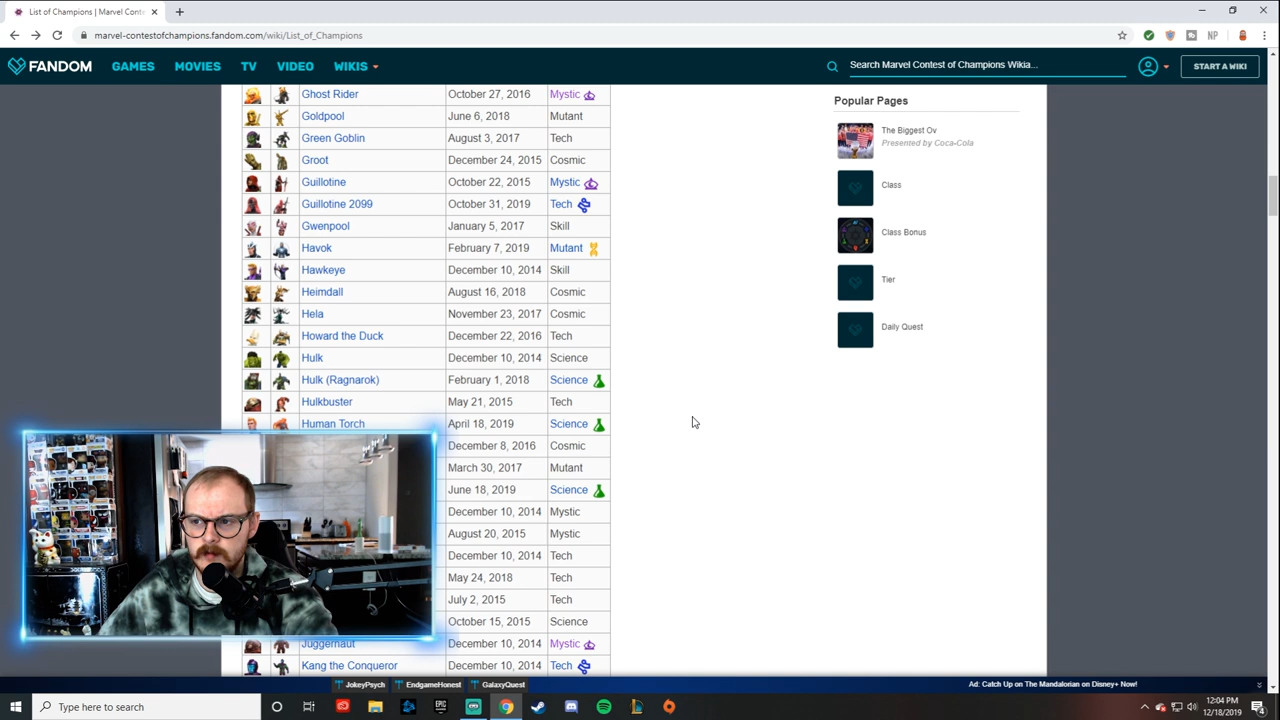 List of Champions | Marvel Conte
marvel-contestofchampions.fandom.com/wiki/List_of_Champions
NP
FANDOM GAMES MOVIES TV VIDEO WIKIS Search Marvel Contest of Champions Wikia... START A WIKI
Ghost Rider October 27, 2016 Mystic
Goldpool June 6, 2018 Mutant
Green Goblin August 3, 2017 Tech
Groot December 24, 2015 Cosmic
Guillotine October 22, 2015 Mystic
Guillotine 2099 October 31, 2019 Tech
Gwenpool January 5, 2017 Skill
Havok February 7, 2019 Mutant
Hawkeye December 10, 2014 Skill
Heimdall August 16, 2018 Cosmic
Hela November 23, 2017 Cosmic
Howard the Duck December 22, 2016 Tech
Hulk December 10, 2014 Science
Hulk (Ragnarok) February 1, 2018 Science
Hulkbuster May 21, 2015 Tech
Human Torch April 18, 2019 Science
December 8, 2016 Cosmic
March 30, 2017 Mutant
June 18, 2019 Science
December 10, 2014 Mystic
August 20, 2015 Mystic
December 10, 2014 Tech
May 24, 2018 Tech
July 2, 2015 Tech
October 15, 2015 Science
Juggernaut December 10, 2014 Mystic
Kang the Conqueror December 10, 2014 Tech
Popular Pages
The Biggest Ov
Presented by Coca-Cola
Class
Class Bonus
Tier
Daily Quest
JokeyPsych EndgameHonest GalaxyQuest Ad: Catch Up on The Mandalorian on Disney+ Now!
Type here to search
EPIC
12:04 PM
12/18/2019
4